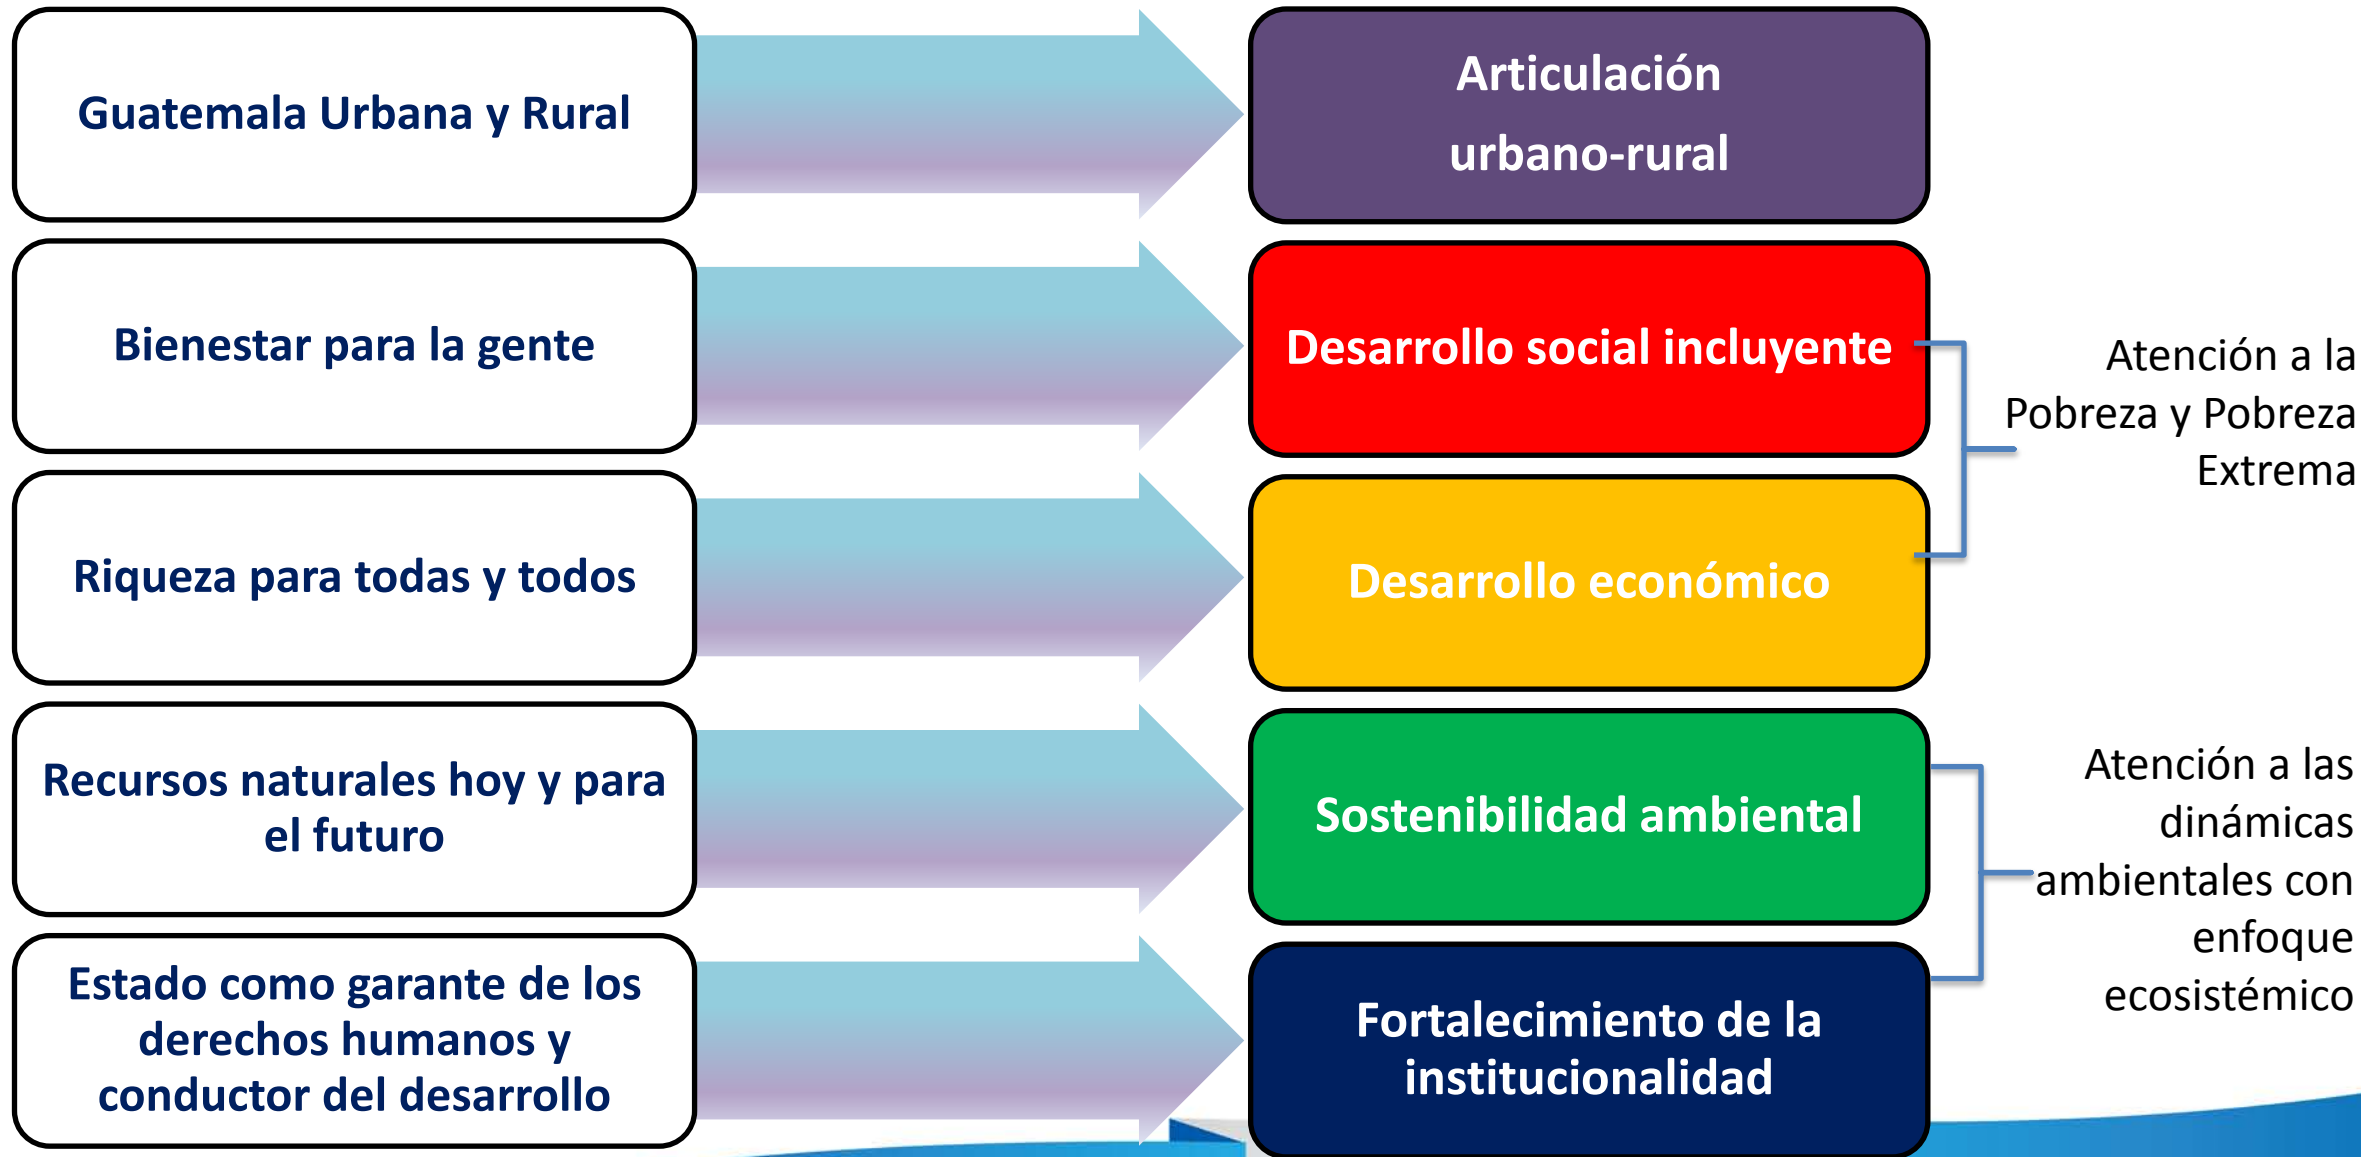 Guatemala Urbana y Rural
Articulación
urbano-rural
Bienestar para la gente
Desarrollo social incluyente
Atención a la
Pobreza y Pobreza
Extrema
Riqueza para todas y todos
Desarrollo económico
Recursos naturales hoy y para
el futuro
Sostenibilidad ambiental
Atención a las
dinámicas
ambientales con
enfoque
ecosistémico
Estado como garante de los
derechos humanos y
conductor del desarrollo
Fortalecimiento de la
institucionalidad